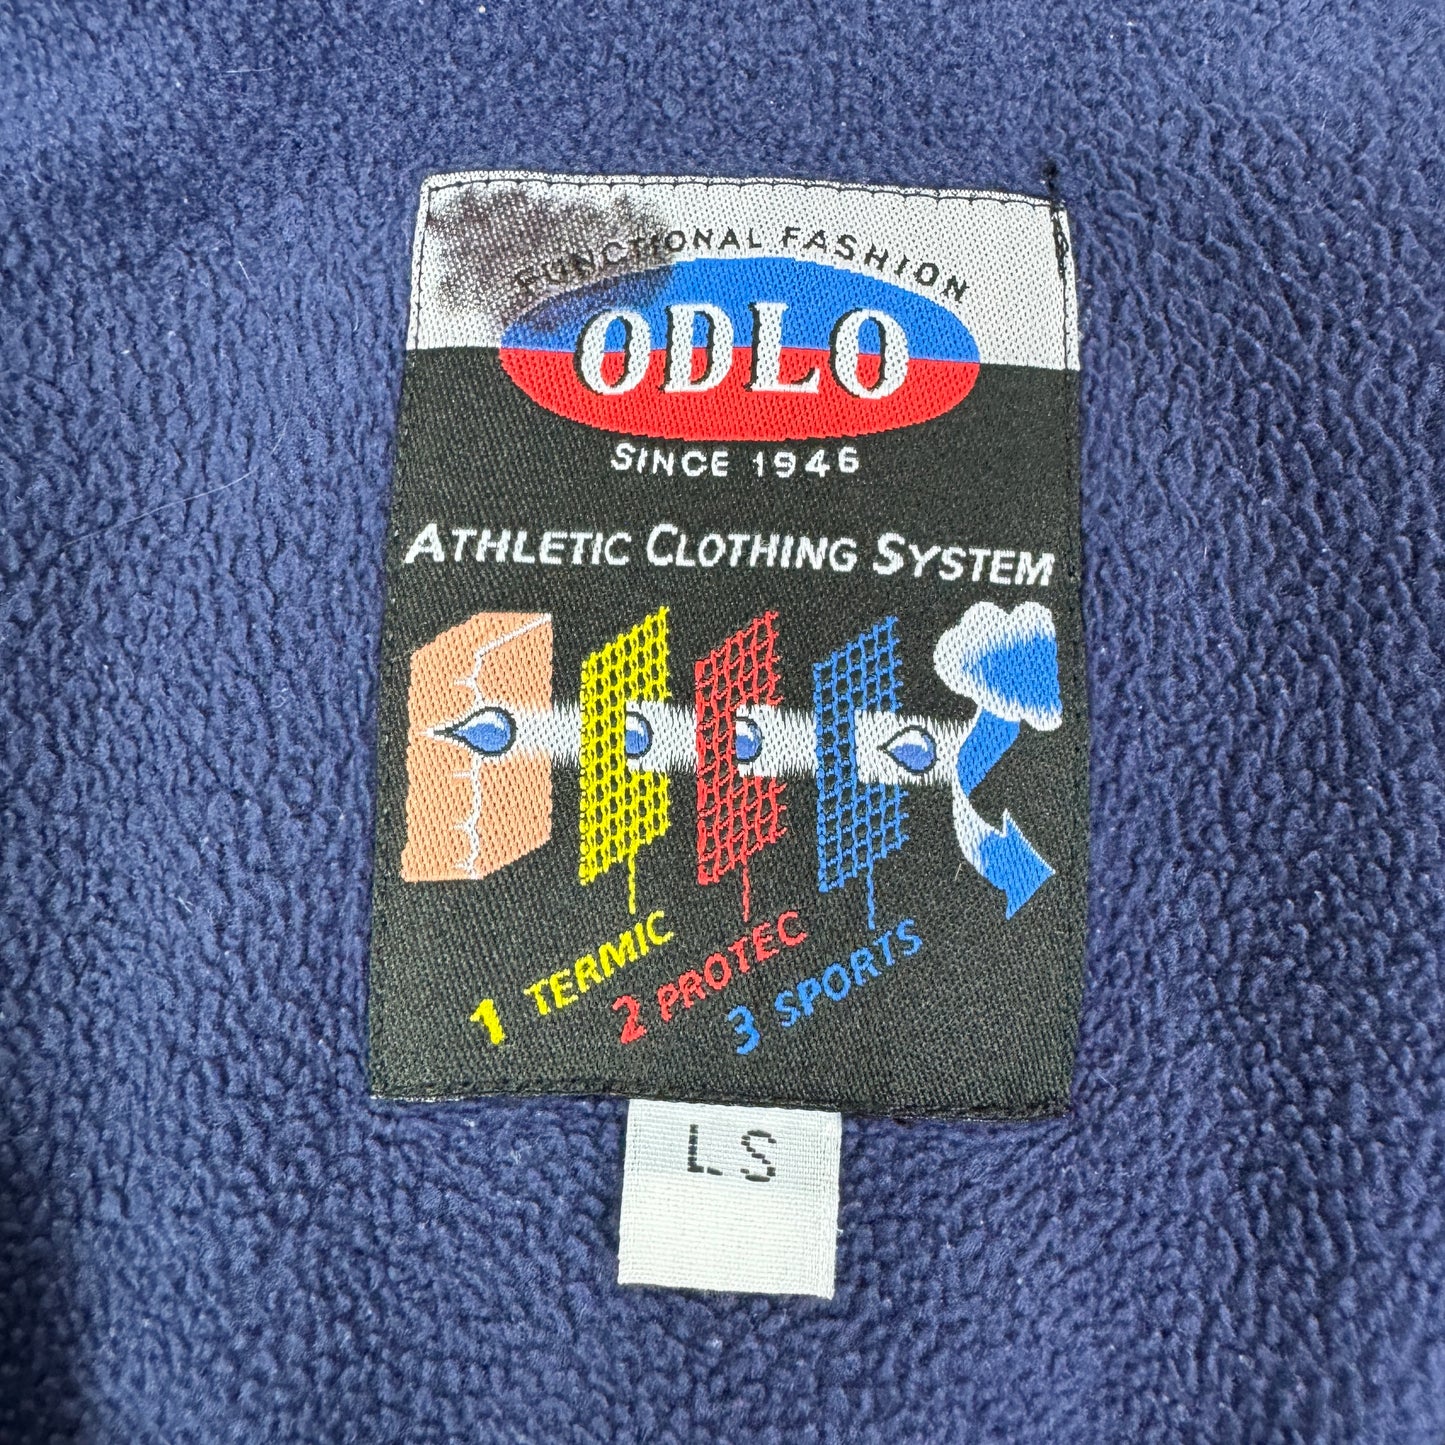 FUNCTIONAL FASHION
ODLO
SINCE 1946
ATHLETIC CLOTHING SYSTEM
1 TERMIC
2 PROTEC
3 SPORTS
LS